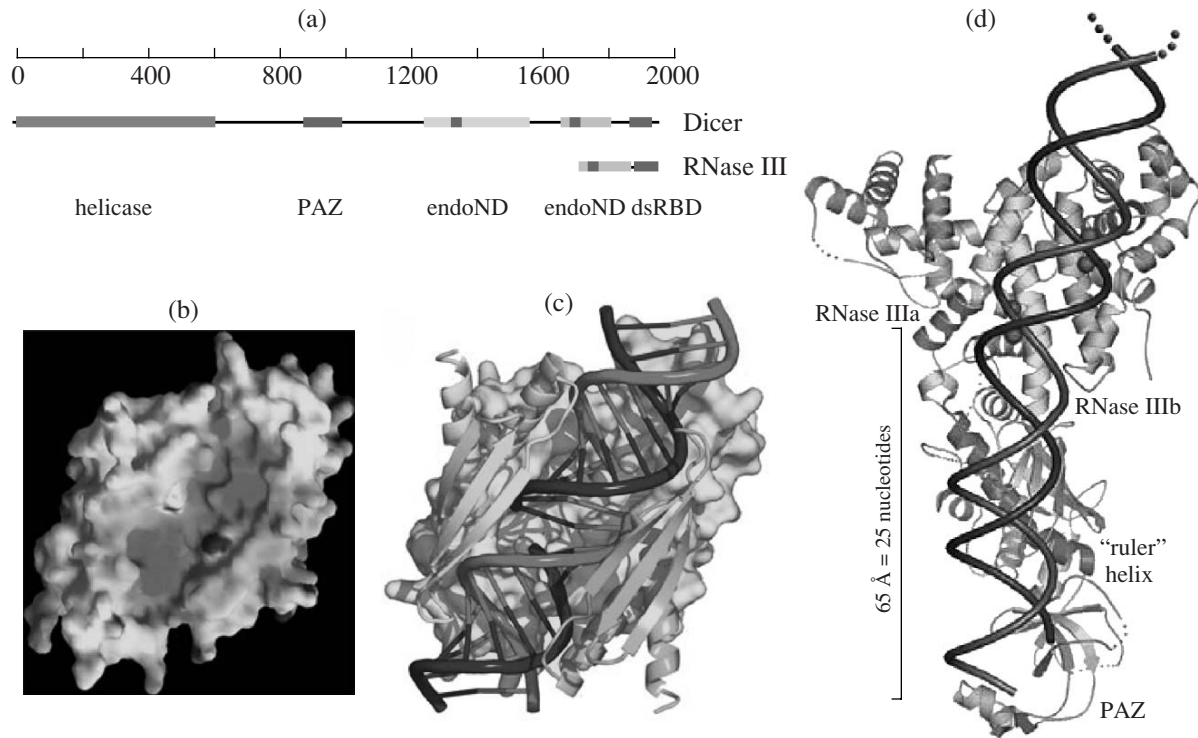 (a)
0 400 800 1200 1600 2000
Dicer
RNase III
helicase PAZ endoND endoND dsRBD
(b)
(c)
(d)
RNase IIIa
RNase IIIb
65 Å = 25 nucleotides
“ruler”
helix
PAZ